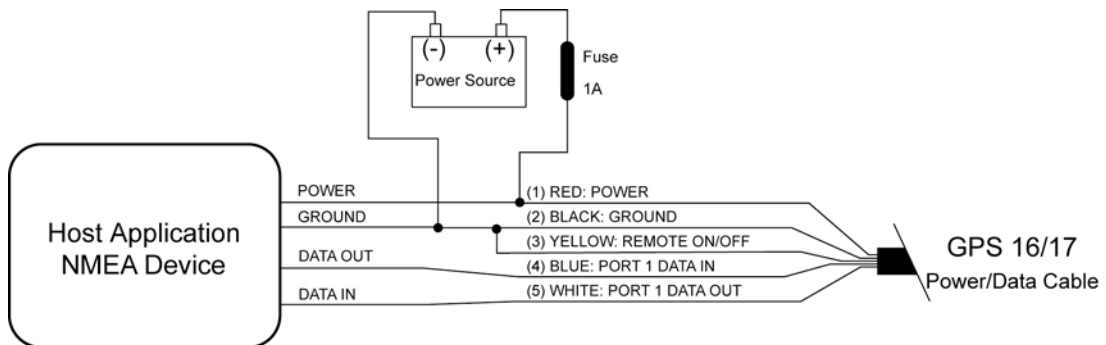 (-) (+)
Power Source
Fuse
1A
Host Application
NMEA Device
POWER
GROUND
DATA OUT
DATA IN
(1) RED: POWER
(2) BLACK: GROUND
(3) YELLOW: REMOTE ON/OFF
(4) BLUE: PORT 1 DATA IN
(5) WHITE: PORT 1 DATA OUT
GPS 16/17
Power/Data Cable